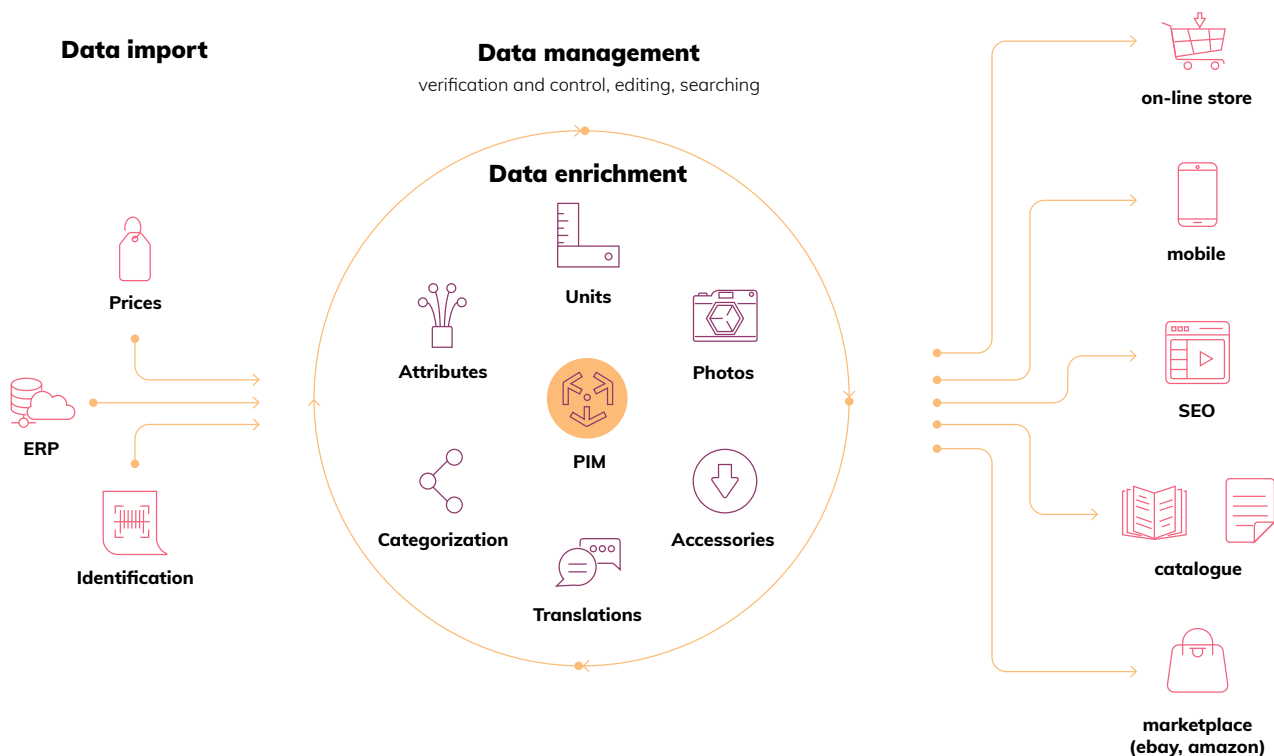 Data import
Prices
ERP
Identification
Data management
verification and control, editing, searching
Data enrichment
Units
Attributes
Photos
PIM
Categorization
Accessories
Translations
on-line store
mobile
SEO
catalogue
marketplace
(ebay, amazon)